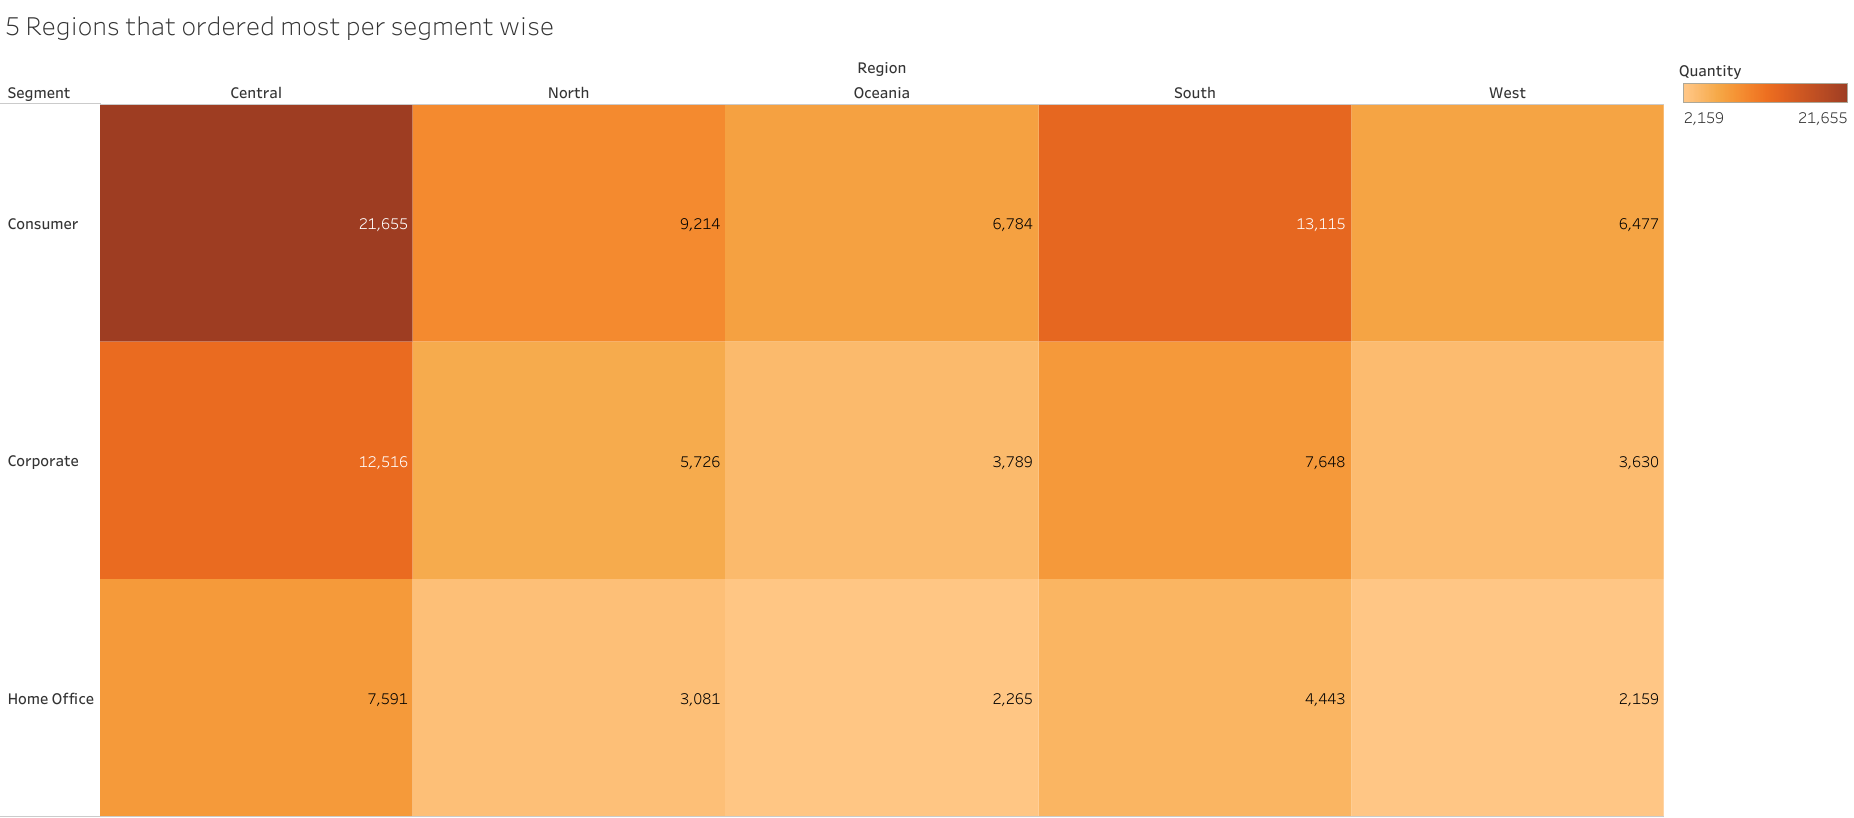 5 Regions that ordered most per segment wise
Region
Segment Central North Oceania South West
Consumer 21,655 9,214 6,784 13,115 6,477
Corporate 12,516 5,726 3,789 7,648 3,630
Home Office 7,591 3,081 2,265 4,443 2,159
Quantity
2,159 21,655